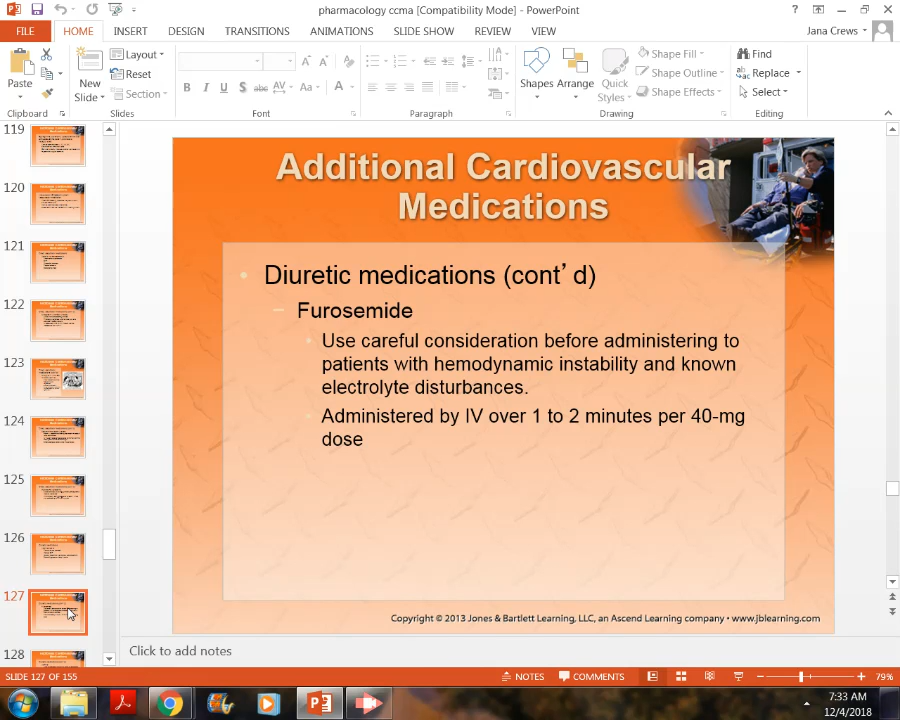 pharmacology ccma [Compatibility Mode] - PowerPoint
FILE HOME INSERT DESIGN TRANSITIONS ANIMATIONS SLIDE SHOW REVIEW VIEW Jana Crews
Paste
New
Slide
Layout
Reset
Section
B I U S abc AV Aa A
Shapes
Arrange
Quick
Styles
Shape Fill
Shape Outline
Shape Effects
Find
Replace
Select
Clipboard Slides Font Paragraph Drawing Editing
119
120
121
122
123
124
125
126
127
128
Additional Cardiovascular
Medications
• Diuretic medications (cont’d)
– Furosemide
• Use careful consideration before administering to
patients with hemodynamic instability and known
electrolyte disturbances.
• Administered by IV over 1 to 2 minutes per 40-mg
dose
Copyright © 2013 Jones & Bartlett Learning, LLC, an Ascend Learning company • www.jblearning.com
Click to add notes
SLIDE 127 OF 155 NOTES COMMENTS 79%
7:33 AM
12/4/2018